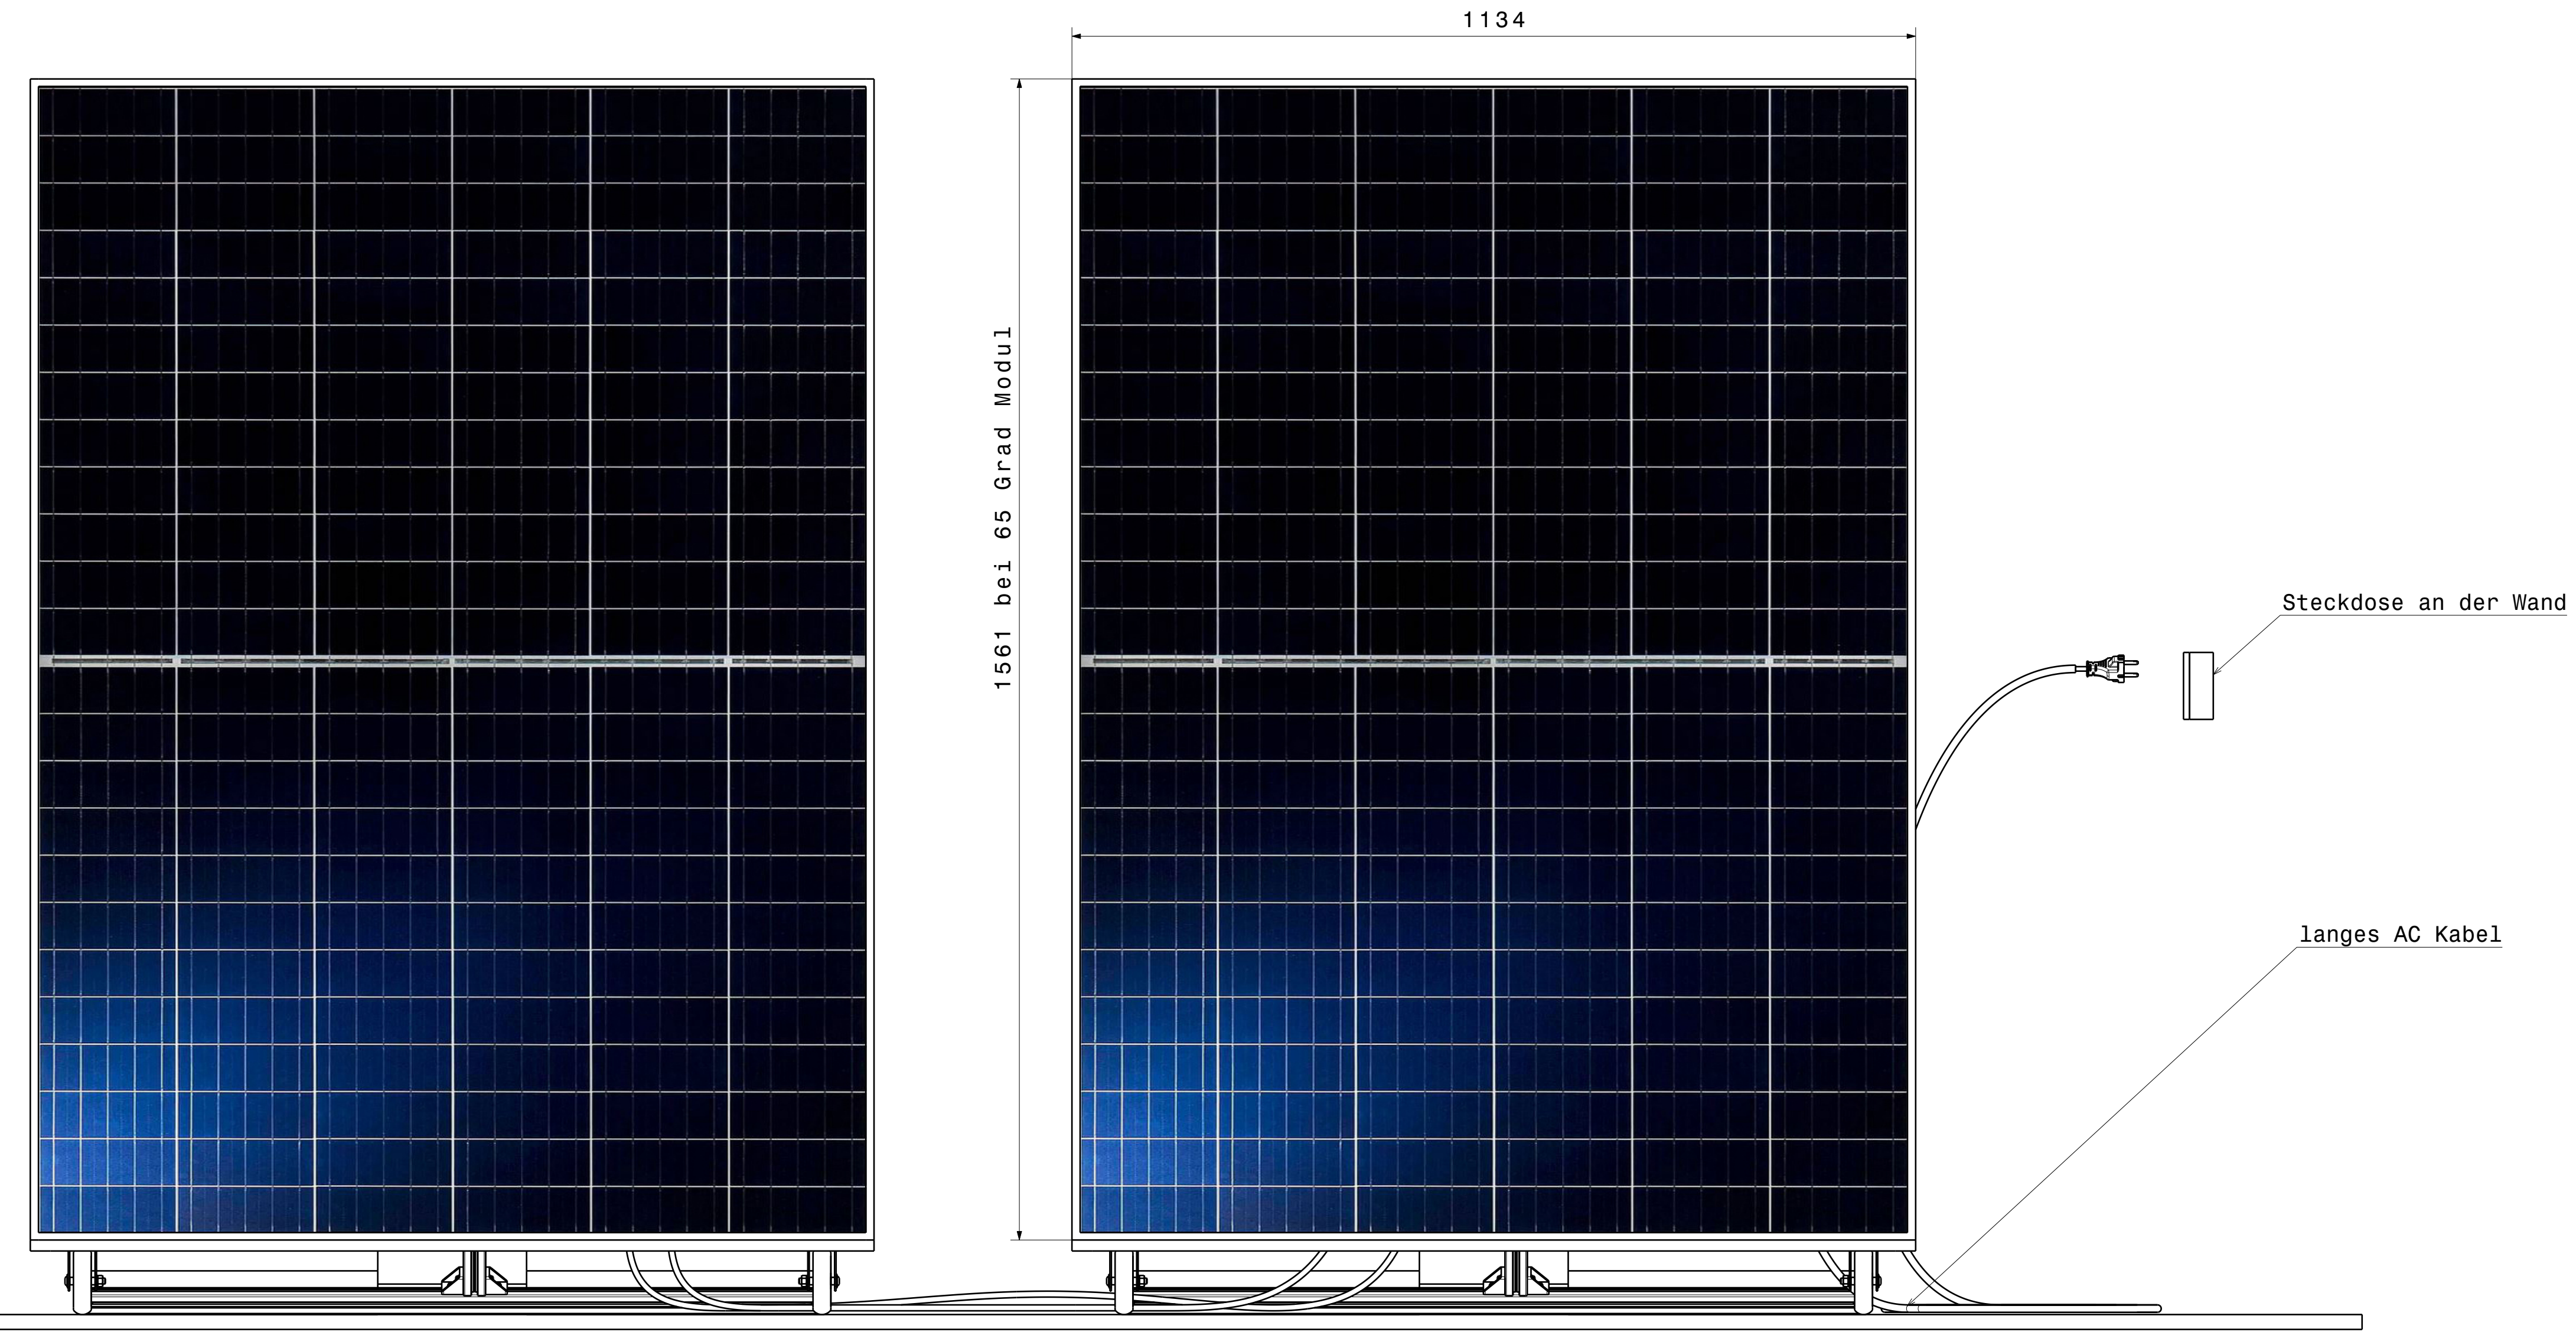 1134
1561 bei 65 Grad Modul
Steckdose an der Wand
langes AC Kabel